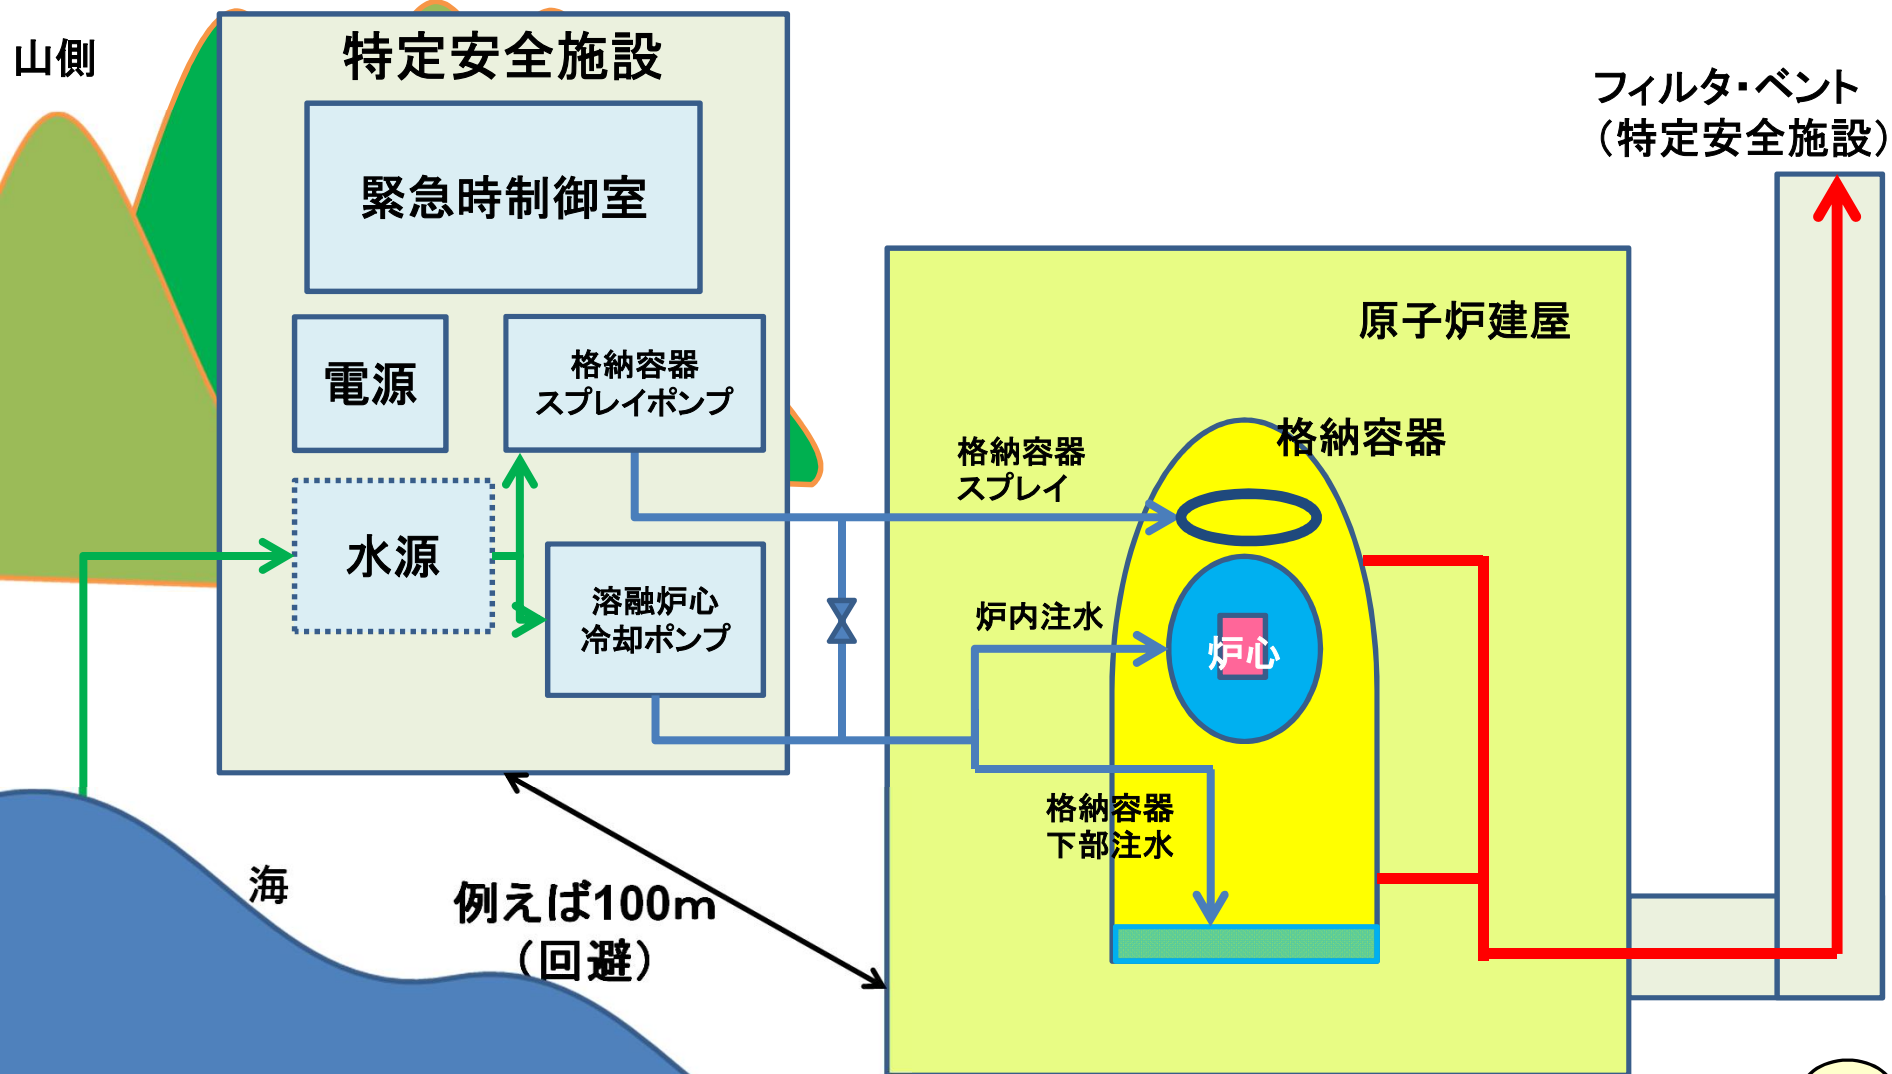 山側
特定安全施設
緊急時制御室
電源
格納容器
スプレイポンプ
水源
溶融炉心
冷却ポンプ
海
例えば100m
（回避）
フィルタ・ベント
（特定安全施設）
原子炉建屋
格納容器
格納容器
スプレイ
炉内注水
炉心
格納容器
下部注水